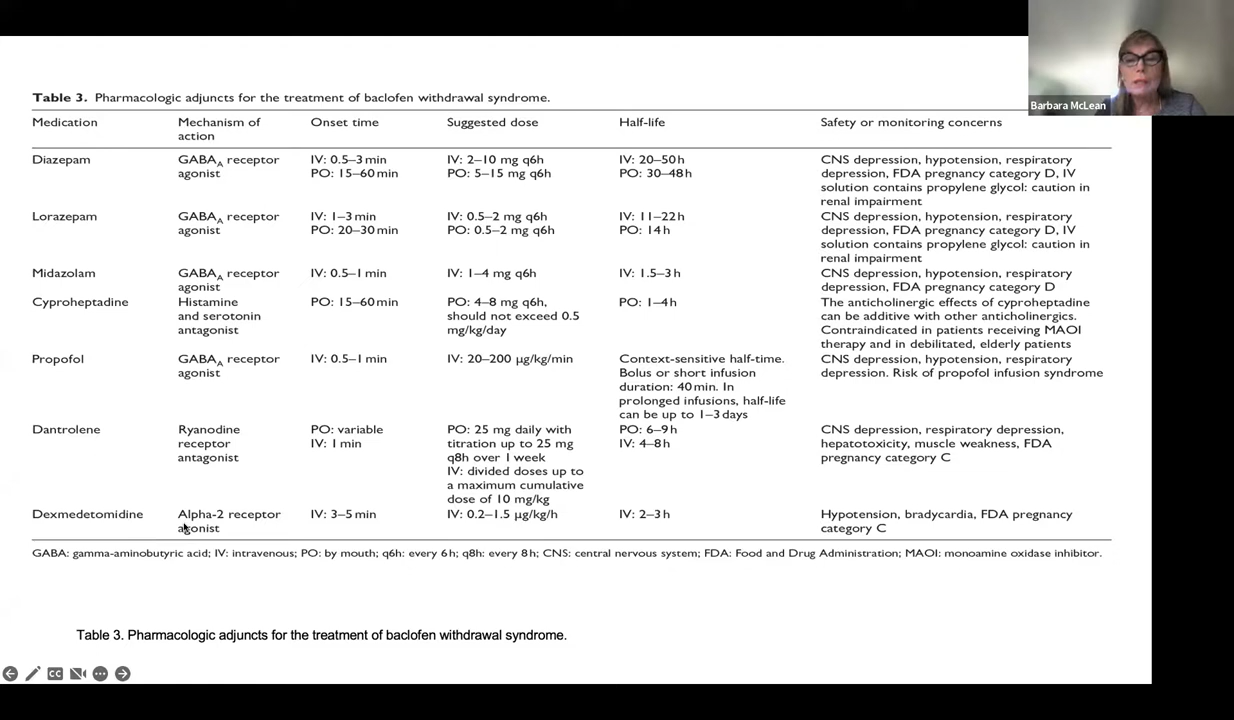 Barbara McLean
Table 3. Pharmacologic adjuncts for the treatment of baclofen withdrawal syndrome.
Medication Mechanism of action Onset time Suggested dose Half-life Safety or monitoring concerns
Diazepam GABAA receptor IV: 0.5–3 min IV: 2–10 mg q6h IV: 20–50 h CNS depression, hypotension, respiratory
agonist PO: 15–60 min PO: 5–15 mg q6h PO: 30–48 h depression, FDA pregnancy category D, IV
solution contains propylene glycol: caution in
renal impairment
Lorazepam GABAA receptor IV: 1–3 min IV: 0.5–2 mg q6h IV: 11–22 h CNS depression, hypotension, respiratory
agonist PO: 20–30 min PO: 0.5–2 mg q6h PO: 14 h depression, FDA pregnancy category D, IV
solution contains propylene glycol: caution in
renal impairment
Midazolam GABAA receptor IV: 0.5–1 min IV: 1–4 mg q6h IV: 1.5–3 h CNS depression, hypotension, respiratory
agonist depression, FDA pregnancy category D
Cyproheptadine Histamine PO: 15–60 min PO: 4–8 mg q6h, PO: 1–4 h The anticholinergic effects of cyproheptadine
and serotonin should not exceed 0.5 can be additive with other anticholinergics.
antagonist mg/kg/day Contraindicated in patients receiving MAOI
therapy and in debilitated, elderly patients
Propofol GABAA receptor IV: 0.5–1 min IV: 20–200 µg/kg/min Context-sensitive half-time. CNS depression, hypotension, respiratory
agonist Bolus or short infusion depression. Risk of propofol infusion syndrome
duration: 40 min. In
prolonged infusions, half-life
can be up to 1–3 days
Dantrolene Ryanodine PO: variable PO: 25 mg daily with PO: 6–9 h CNS depression, respiratory depression,
receptor IV: 1 min titration up to 25 mg IV: 4–8 h hepatotoxicity, muscle weakness, FDA
antagonist q8h over 1 week pregnancy category C
IV: divided doses up to
a maximum cumulative
dose of 10 mg/kg
Dexmedetomidine Alpha-2 receptor IV: 3–5 min IV: 0.2–1.5 µg/kg/h IV: 2–3 h Hypotension, bradycardia, FDA pregnancy
agonist category C
GABA: gamma-aminobutyric acid; IV: intravenous; PO: by mouth; q6h: every 6 h; q8h: every 8 h; CNS: central nervous system; FDA: Food and Drug Administration; MAOI: monoamine oxidase inhibitor.
Table 3. Pharmacologic adjuncts for the treatment of baclofen withdrawal syndrome.
CC